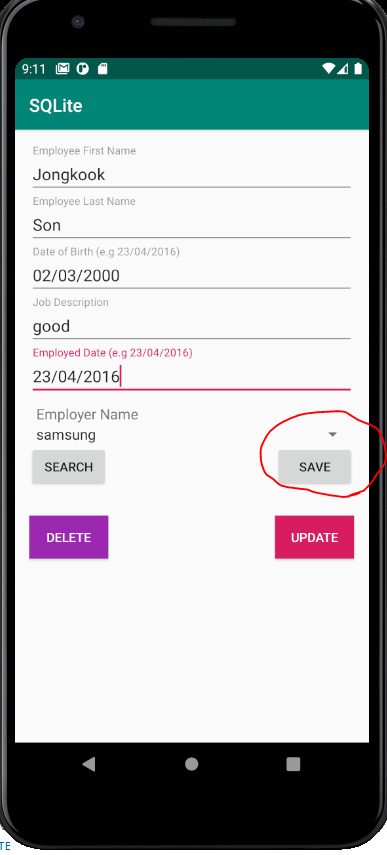 9:11
SQLite
Employee First Name
Jongkook
Employee Last Name
Son
Date of Birth (e.g 23/04/2016)
02/03/2000
Job Description
good
Employed Date (e.g 23/04/2016)
23/04/2016
Employer Name
samsung
SEARCH SAVE
DELETE UPDATE
TE